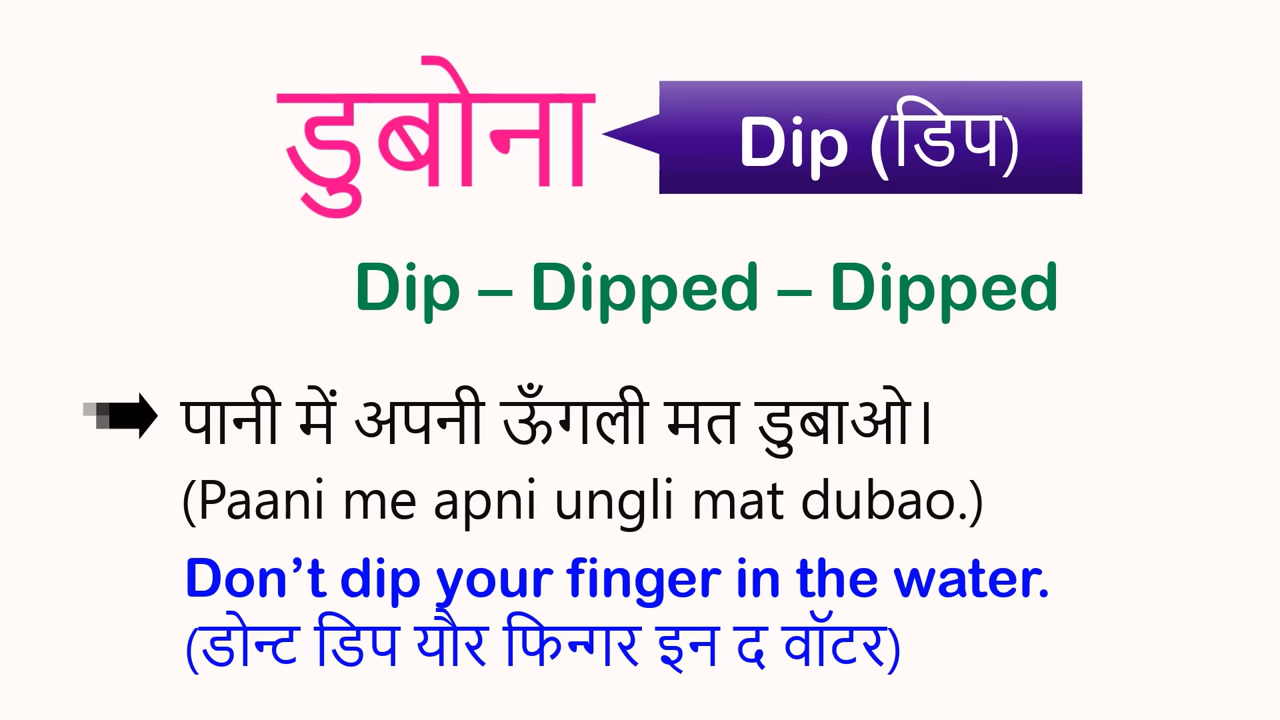 डुबोना Dip (डिप)
Dip – Dipped – Dipped
पानी में अपनी ऊँगली मत डुबाओ।
(Paani me apni ungli mat dubao.)
Don’t dip your finger in the water.
(डोन्ट डिप यौर फिन्गर इन द वॉटर)